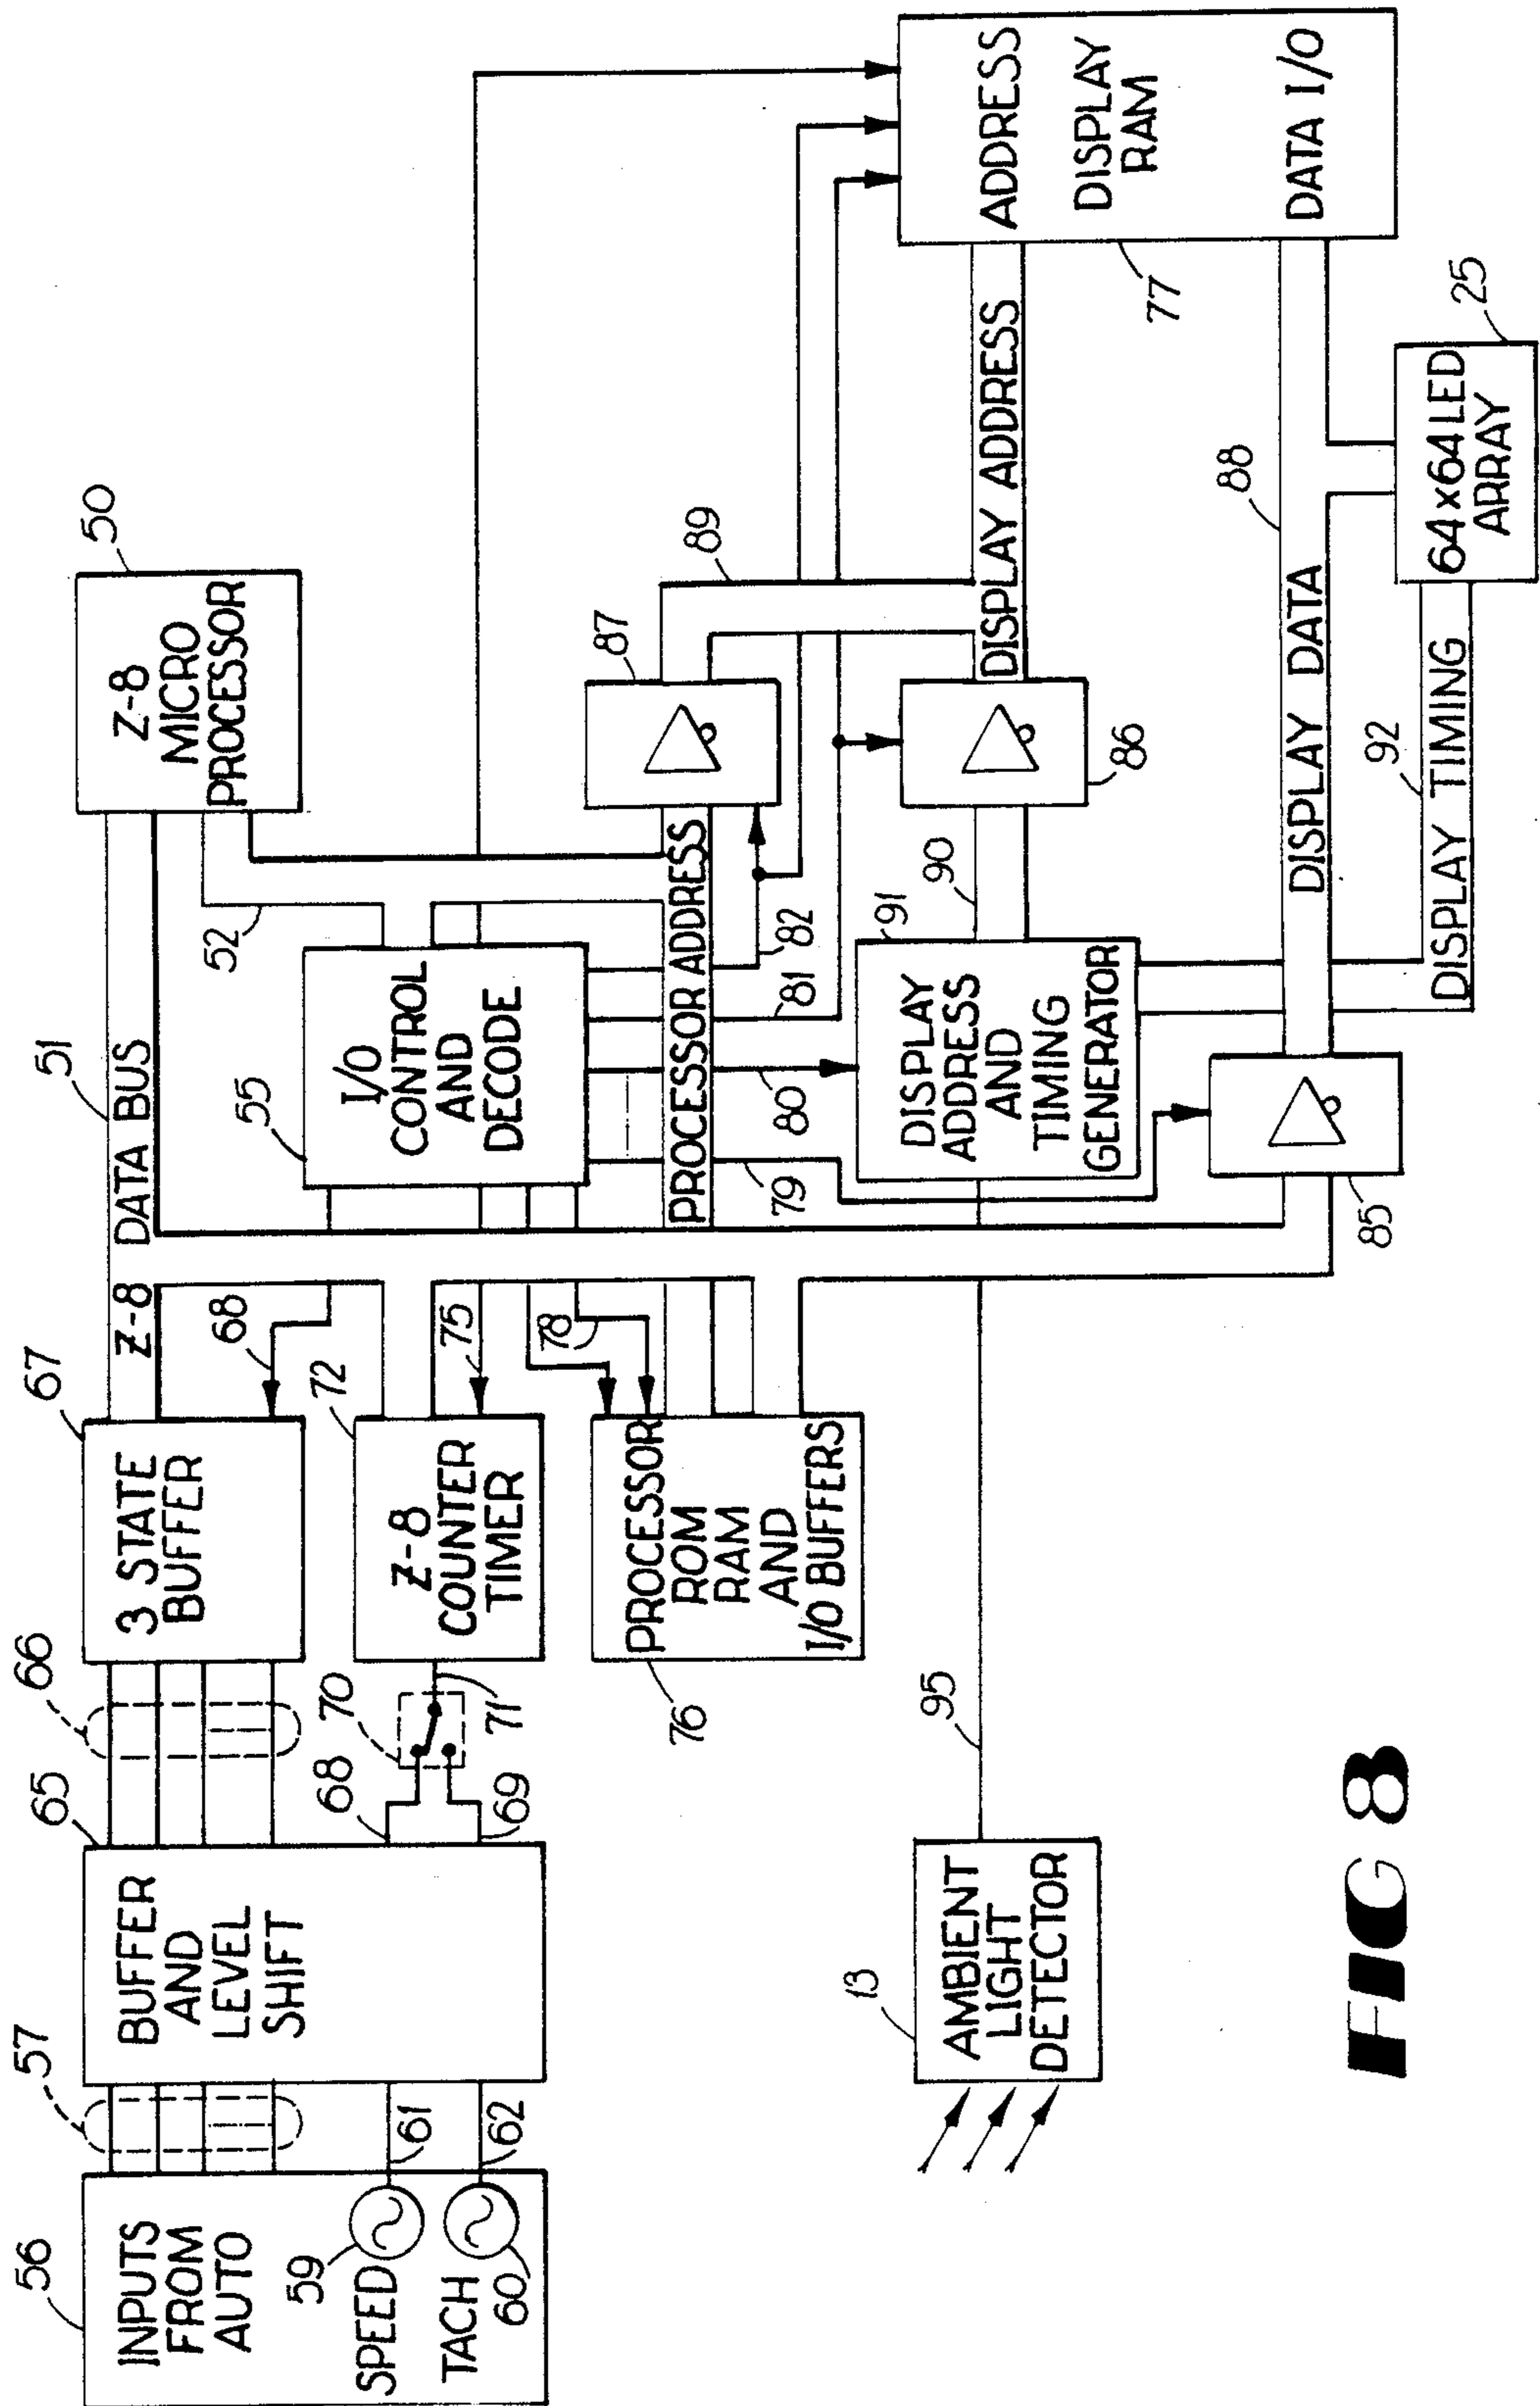 56
INPUTS
FROM
AUTO
59
SPEED
TACH
60
57
61
62
65
BUFFER
AND
LEVEL
SHIFT
66
68
69
70
71
67
3 STATE
BUFFER
68
72
Z-8
COUNTER
TIMER
75
76
PROCESSOR
ROM
RAM
AND
I/O BUFFERS
78
Z-8 DATA BUS
51
50
Z-8
MICRO
PROCESSOR
52
55
I/O
CONTROL
AND
DECODE
PROCESSOR ADDRESS
79
80
81
82
87
89
91
DISPLAY
ADDRESS
AND
TIMING
GENERATOR
90
86
DISPLAY ADDRESS
ADDRESS
DISPLAY
RAM
DATA I/O
77
85
DISPLAY DATA
88
DISPLAY TIMING
92
64x64 LED
ARRAY
25
13
AMBIENT
LIGHT
DETECTOR
95
FIG 8